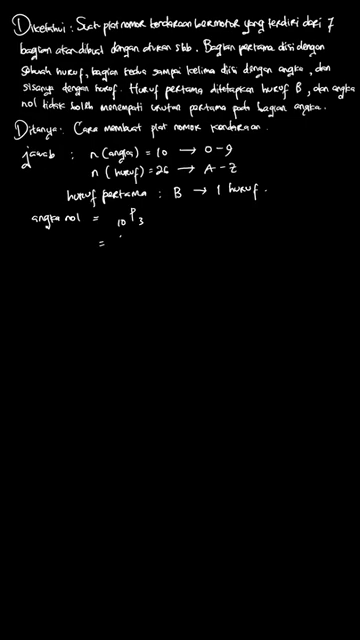 Diketahui : Suatu plat nomor kendaraan bermotor yang terdiri dari 7
bagian akan dibuat dengan aturan sbb. Bagian pertama diisi dengan
sebuah huruf, bagian kedua sampai kelima diisi dengan angka, dan
sisanya dengan huruf. Huruf pertama ditetapkan huruf B, dan angka
nol tidak boleh menempati urutan pertama pada bagian angka.
Ditanya : Cara membuat plat nomor kendaraan.
Jawab : n (angka) = 10 → 0 - 9
n (huruf) = 26 → A - Z
huruf pertama : B → 1 huruf.
angka nol = ₁₀P₃
=